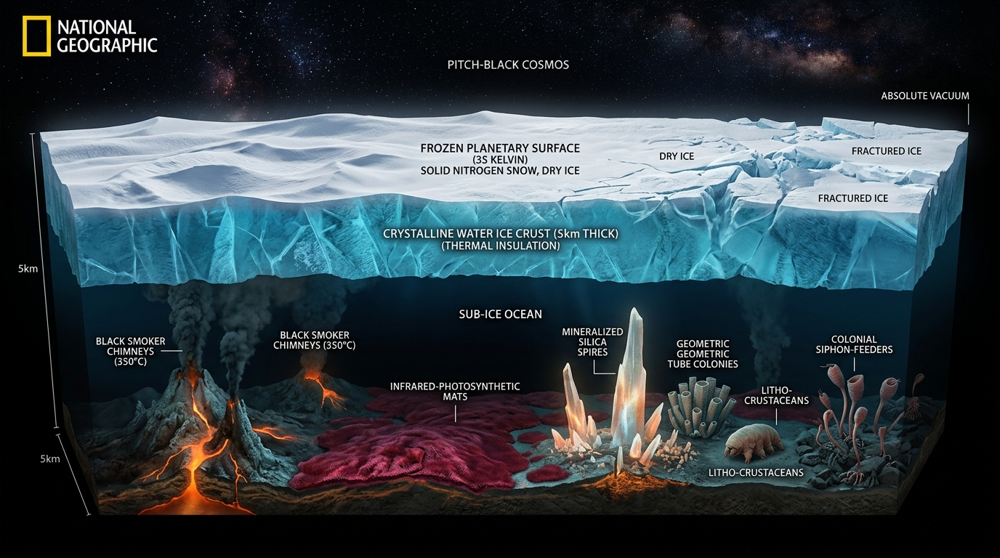 NATIONAL
GEOGRAPHIC
PITCH-BLACK COSMOS
ABSOLUTE VACUUM
FROZEN PLANETARY SURFACE
(3S KELVIN)
SOLID NITROGEN SNOW, DRY ICE
DRY ICE
FRACTURED ICE
FRACTURED ICE
CRYSTALLINE WATER ICE CRUST (5km THICK)
(THERMAL INSULATION)
5km
SUB-ICE OCEAN
BLACK SMOKER
CHIMNEYS
(350°C)
BLACK SMOKER
CHIMNEYS (350°C)
MINERALIZED
SILICA
SPIRES
GEOMETRIC
GEOMETRIC
TUBE COLONIES
COLONIAL
SIPHON-FEEDERS
INFRARED-PHOTOSYNTHETIC
MATS
LITHO-
CRUSTACEANS
5km
LITHO-CRUSTACEANS